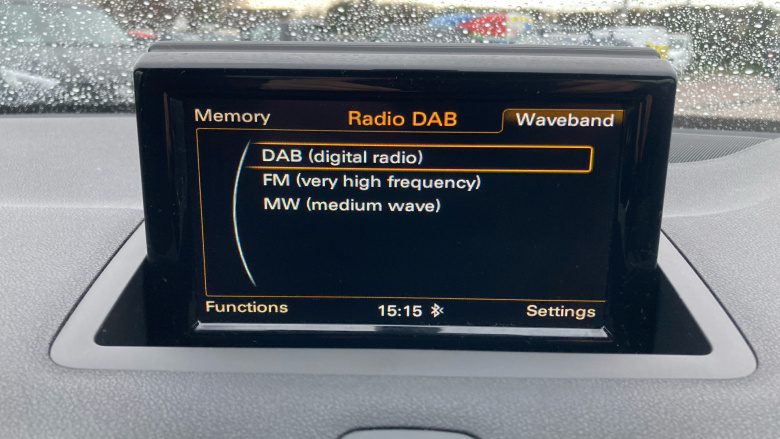 Memory Radio DAB Waveband
DAB (digital radio)
FM (very high frequency)
MW (medium wave)
Functions 15:15 Settings